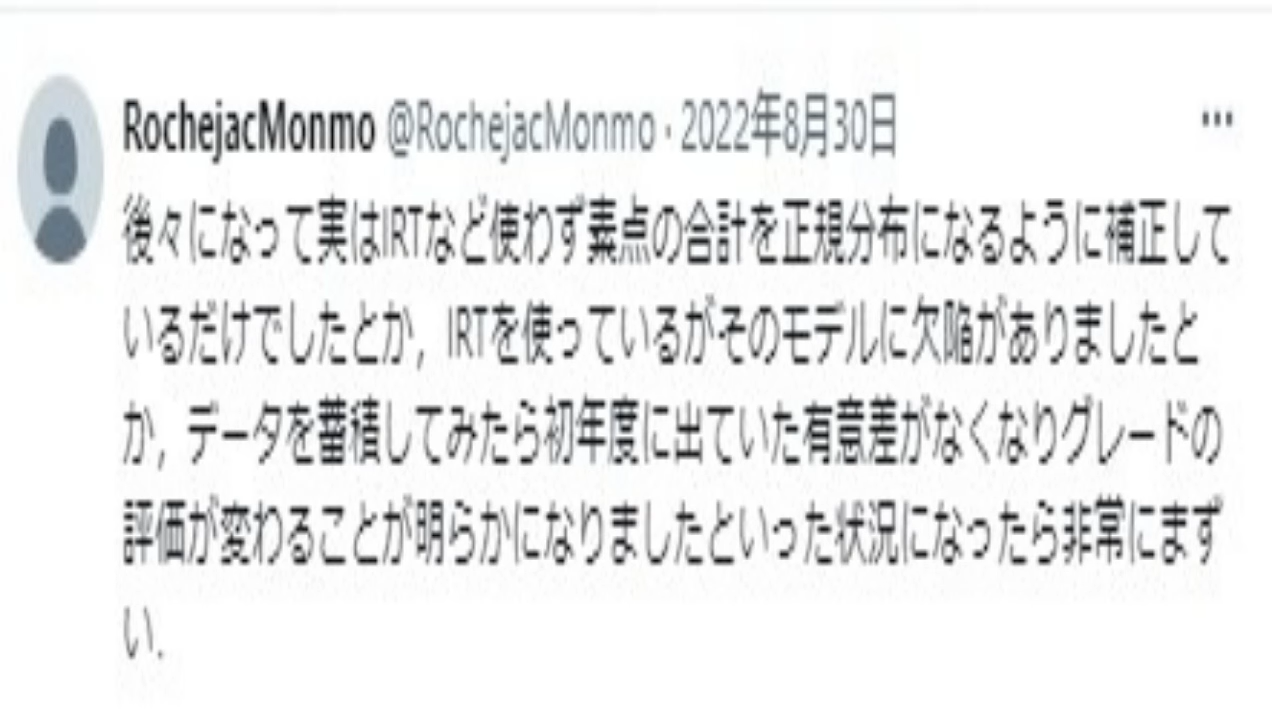 RochejacMonmo @RochejacMonmo · 2022年8月30日
後々になって実はIRTなど使わず素点の合計を正規分布になるように補正して
いるだけでしたとか，IRTを使っているがそのモデルに欠陥がありましたと
か，データを蓄積してみたら初年度に出ていた有意差がなくなりグレードの
評価が変わることが明らかになりましたといった状況になったら非常にまず
い．